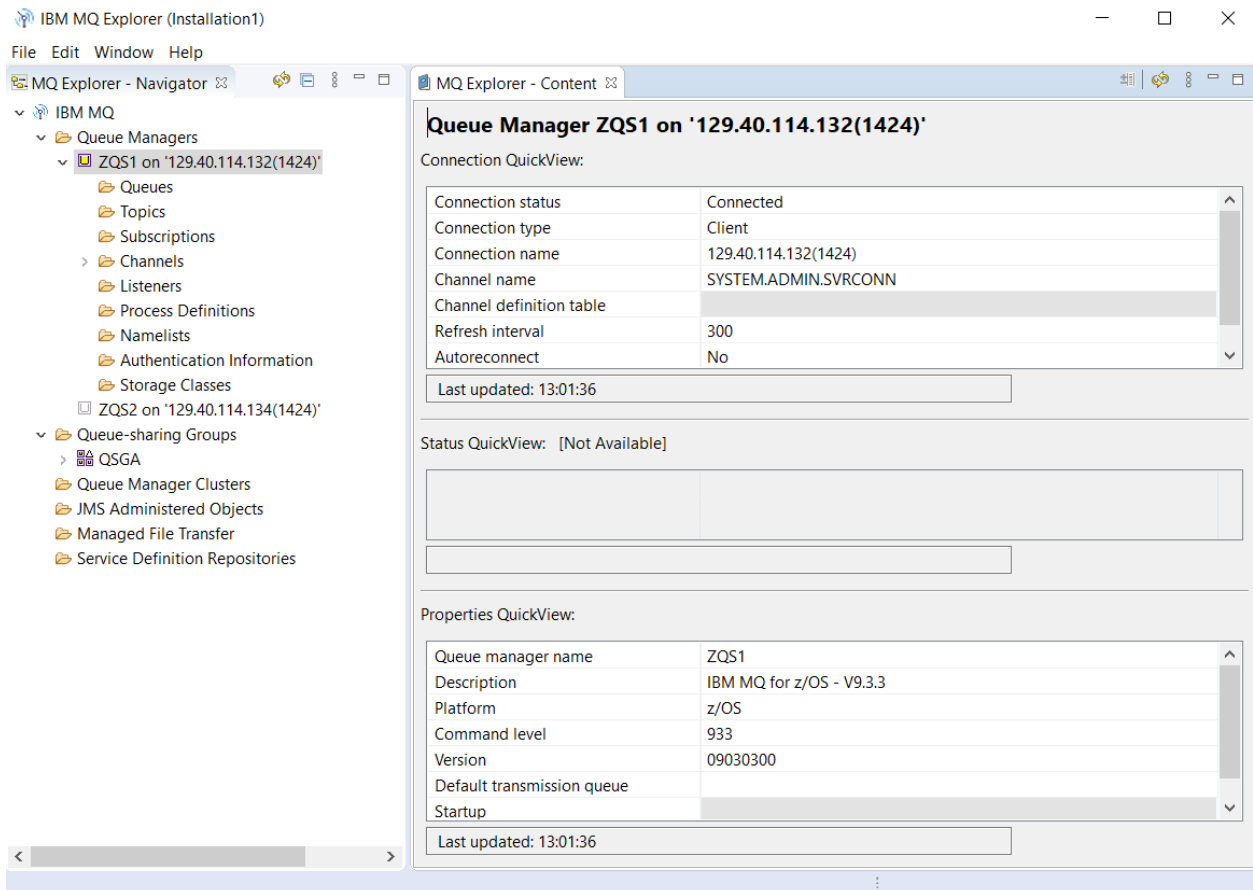 IBM MQ Explorer (Installation1)
File Edit Window Help
MQ Explorer - Navigator
IBM MQ
Queue Managers
ZQS1 on '129.40.114.132(1424)'
Queues
Topics
Subscriptions
Channels
Listeners
Process Definitions
Namelists
Authentication Information
Storage Classes
ZQS2 on '129.40.114.134(1424)'
Queue-sharing Groups
QSGA
Queue Manager Clusters
JMS Administered Objects
Managed File Transfer
Service Definition Repositories
MQ Explorer - Content
Queue Manager ZQS1 on '129.40.114.132(1424)'
Connection QuickView:
Connection status Connected
Connection type Client
Connection name 129.40.114.132(1424)
Channel name SYSTEM.ADMIN.SVRCONN
Channel definition table
Refresh interval 300
Autoreconnect No
Last updated: 13:01:36
Status QuickView: [Not Available]
Properties QuickView:
Queue manager name ZQS1
Description IBM MQ for z/OS - V9.3.3
Platform z/OS
Command level 933
Version 09030300
Default transmission queue
Startup
Last updated: 13:01:36